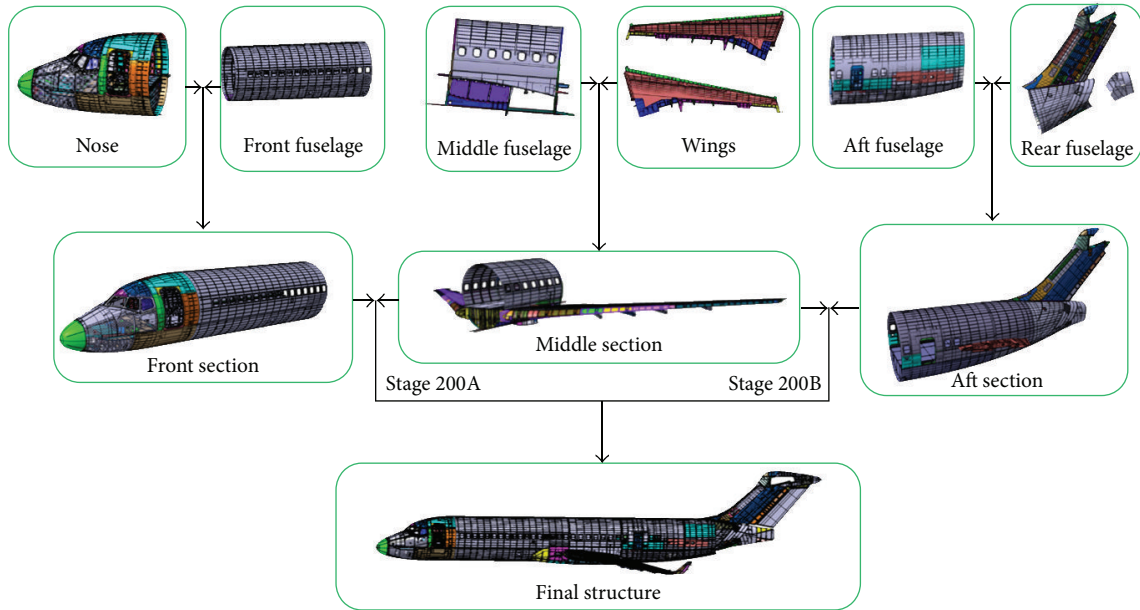 Nose
Front fuselage
Middle fuselage
Wings
Aft fuselage
Rear fuselage
Front section
Middle section
Aft section
Stage 200A
Stage 200B
Final structure